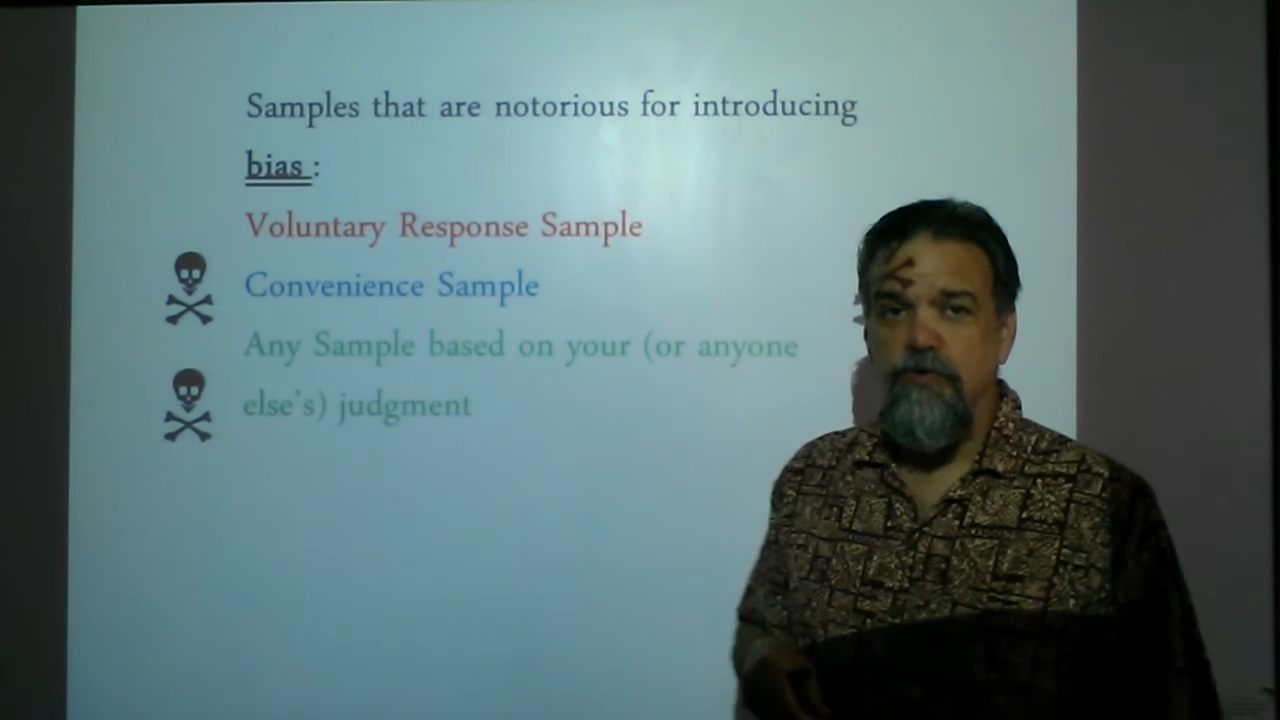 Samples that are notorious for introducing
bias :
Voluntary Response Sample
Convenience Sample
Any Sample based on your (or anyone
else's) judgment